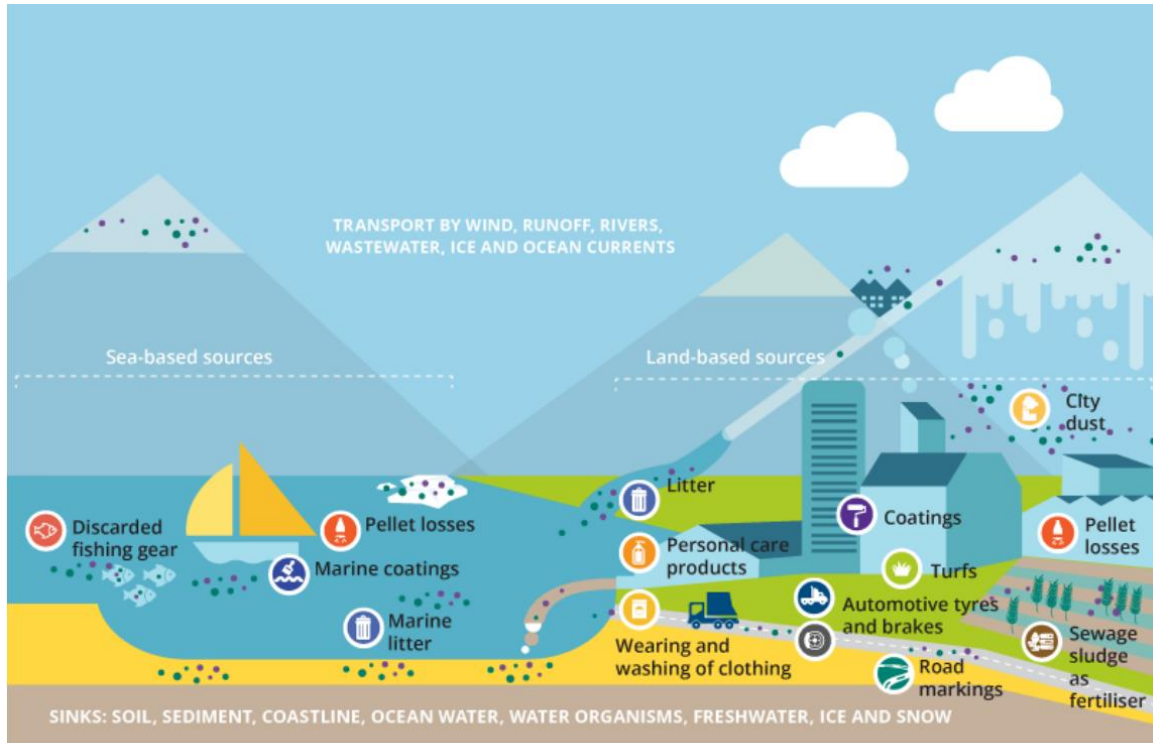 TRANSPORT BY WIND, RUNOFF, RIVERS,
WASTEWATER, ICE AND OCEAN CURRENTS
Sea-based sources
Land-based sources
City
dust
Litter
Discarded
fishing gear
Pellet losses
Marine coatings
Marine
litter
Personal care
products
Coatings
Pellet
losses
Turfs
Automotive tyres
and brakes
Wearing and
washing of clothing
Road
markings
Sewage
sludge
as
fertiliser
SINKS: SOIL, SEDIMENT, COASTLINE, OCEAN WATER, WATER ORGANISMS, FRESHWATER, ICE AND SNOW